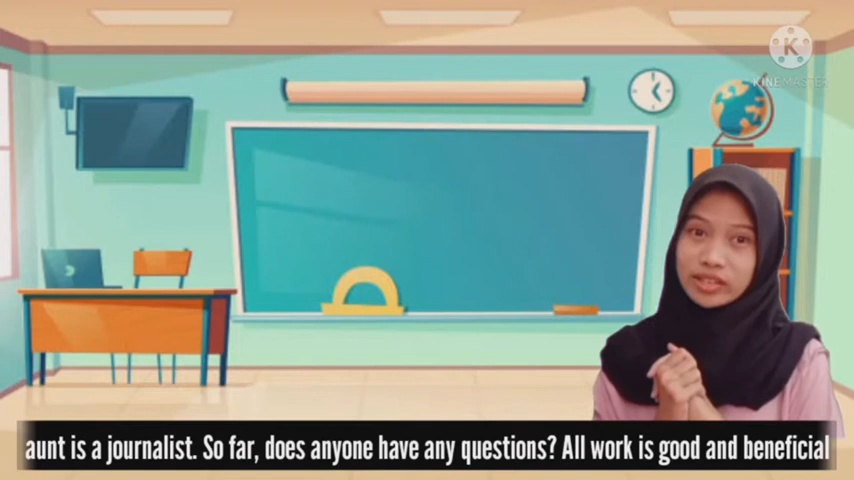 K
KINEMASTER
aunt is a journalist. So far, does anyone have any questions? All work is good and beneficial